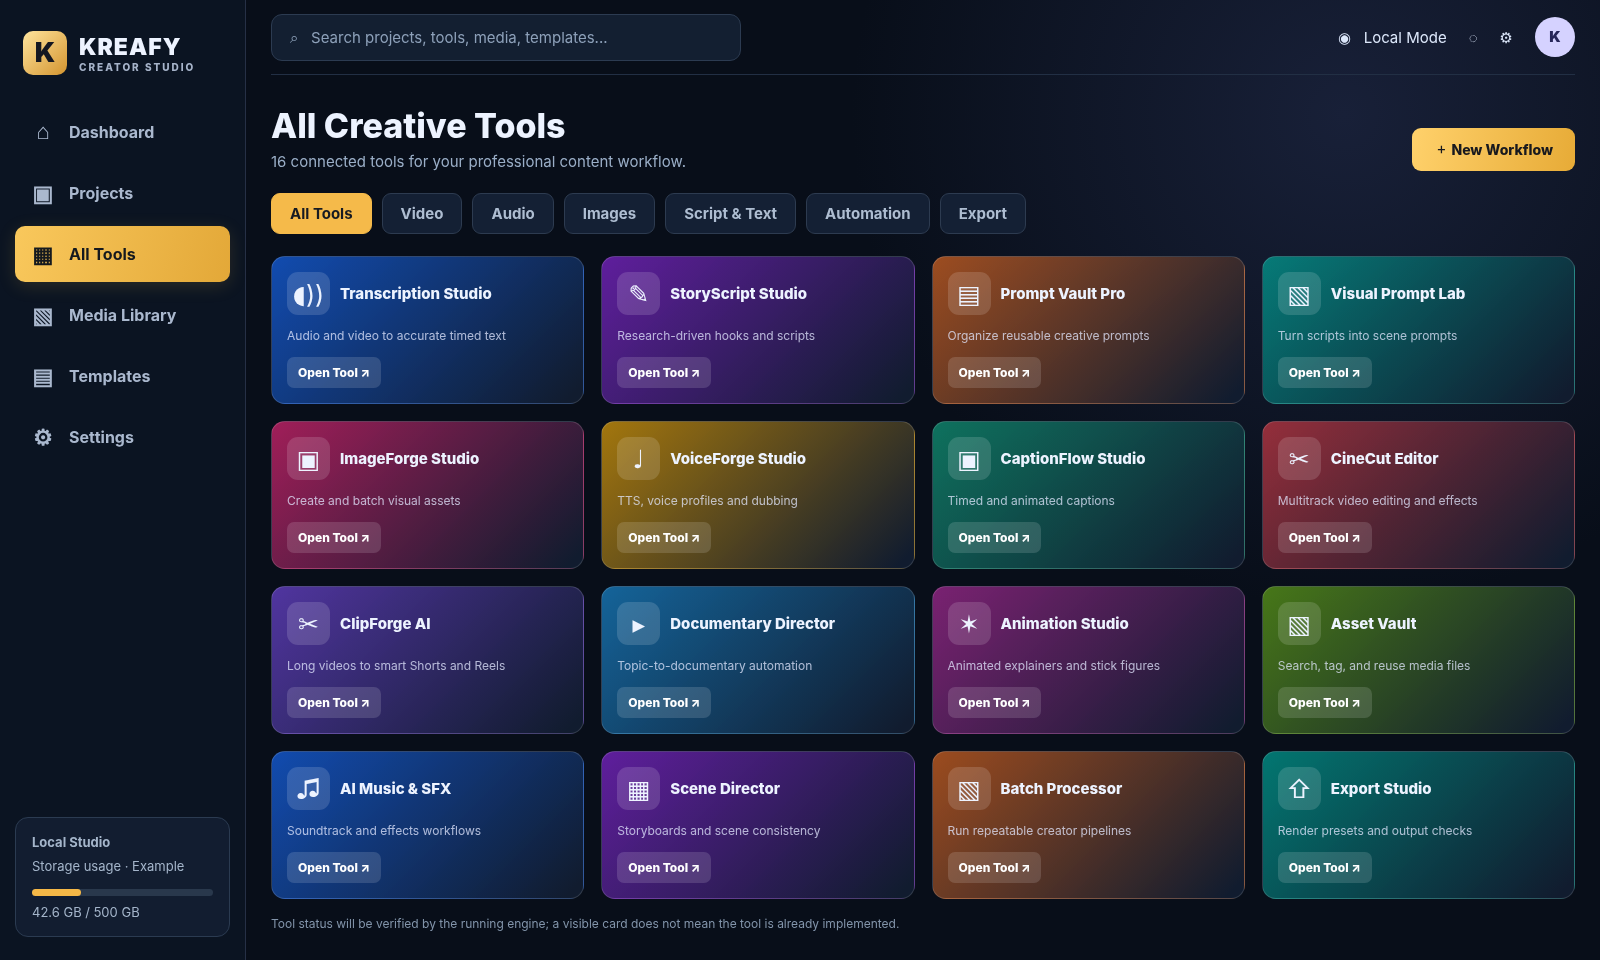 K
KREAFY
CREATOR STUDIO
Dashboard
Projects
All Tools
Media Library
Templates
Settings
Local Studio
Storage usage · Example
42.6 GB / 500 GB
Search projects, tools, media, templates...
Local Mode
K
All Creative Tools
16 connected tools for your professional content workflow.
+ New Workflow
All Tools
Video
Audio
Images
Script & Text
Automation
Export
Transcription Studio
Audio and video to accurate timed text
Open Tool ↗
StoryScript Studio
Research-driven hooks and scripts
Open Tool ↗
Prompt Vault Pro
Organize reusable creative prompts
Open Tool ↗
Visual Prompt Lab
Turn scripts into scene prompts
Open Tool ↗
ImageForge Studio
Create and batch visual assets
Open Tool ↗
VoiceForge Studio
TTS, voice profiles and dubbing
Open Tool ↗
CaptionFlow Studio
Timed and animated captions
Open Tool ↗
CineCut Editor
Multitrack video editing and effects
Open Tool ↗
ClipForge AI
Long videos to smart Shorts and Reels
Open Tool ↗
Documentary Director
Topic-to-documentary automation
Open Tool ↗
Animation Studio
Animated explainers and stick figures
Open Tool ↗
Asset Vault
Search, tag, and reuse media files
Open Tool ↗
AI Music & SFX
Soundtrack and effects workflows
Open Tool ↗
Scene Director
Storyboards and scene consistency
Open Tool ↗
Batch Processor
Run repeatable creator pipelines
Open Tool ↗
Export Studio
Render presets and output checks
Open Tool ↗
Tool status will be verified by the running engine; a visible card does not mean the tool is already implemented.